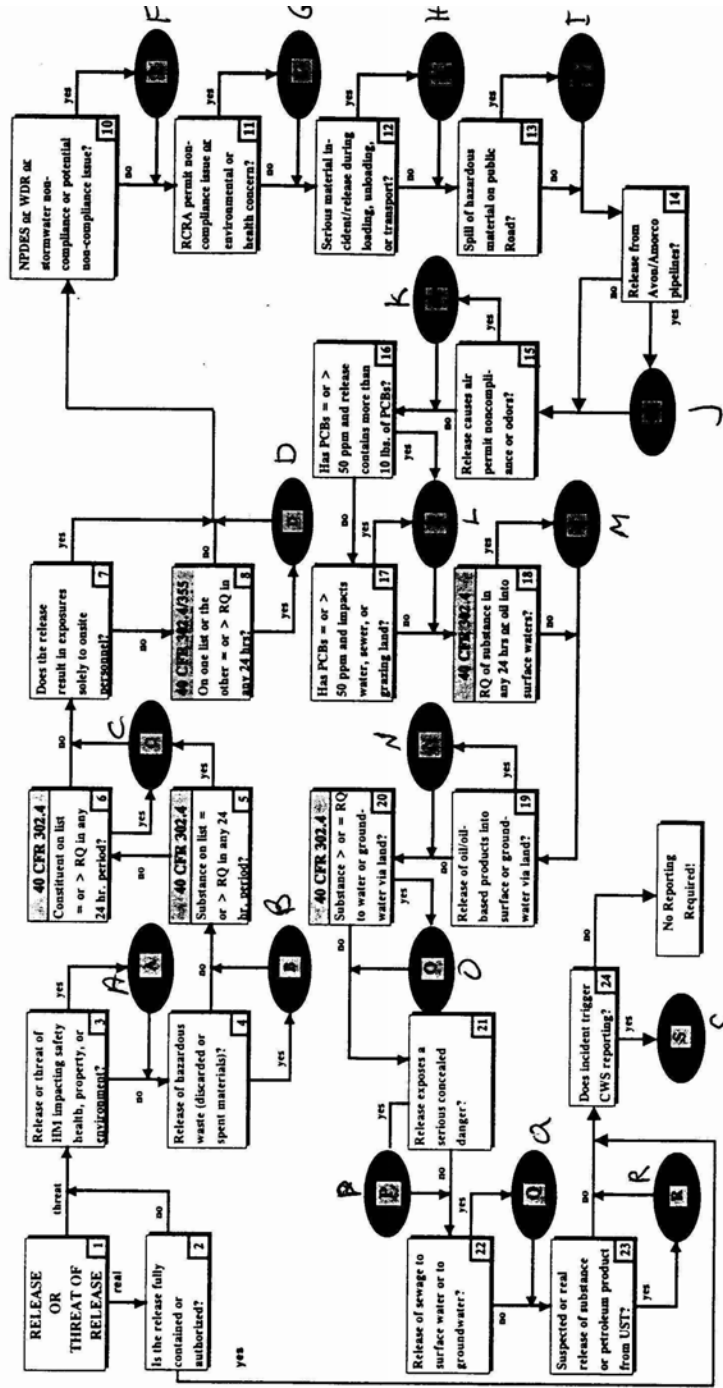 RELEASE
OR
THREAT OF
RELEASE
1
threat
real
Is the release fully
contained or
authorized?
2
no
yes
Release or threat of
HM impacting safety
health, property, or
environment?
3
yes
A
A
no
Release of hazardous
waste (discarded or
spent materials)?
4
no
yes
B
B
40 CFR 302.4
Substance on list =
or > RQ in any 24
hr. period?
5
yes
no
40 CFR 302.4
Constituent on list
= or > RQ in any
24 hr. period?
6
yes
no
C
Does the release
result in exposures
solely to onsite
personnel?
7
yes
no
40 CFR 302.4/355
On one list or the
other = or > RQ in
any 24 hrs?
8
no
yes
D
NPDES or WDR or
stormwater non-
compliance or potential
non-compliance issue?
10
yes
F
no
RCRA permit non-
compliance issue or
environmental or
health concern?
11
yes
G
no
Serious material in-
cident/release during
loading, unloading,
or transport?
12
yes
H
no
Spill of hazardous
material on public
Road?
13
yes
I
no
Release from
Avon/Amorco
pipelines?
14
no
yes
J
Release causes air
permit noncompli-
ance or odors?
15
yes
K
no
Has PCBs = or >
50 ppm and release
contains more than
10 lbs. of PCBs?
16
yes
no
Has PCBs = or >
50 ppm and impacts
water, sewer, or
grazing land?
17
yes
L
no
40 CFR 302.4
RQ of substance in
any 24 hrs or oil into
surface waters?
18
yes
M
no
Release of oil/oil-
based products into
surface or ground-
water via land?
19
yes
N
no
40 CFR 302.4
Substance > or = RQ
to water or ground-
water via land?
20
yes
no
O
O
Release exposes a
serious concealed
danger?
21
yes
P
P
no
Release of sewage to
surface water or to
groundwater?
22
yes
Q
Q
no
Suspected or real
release of substance
or petroleum product
from UST?
23
no
yes
R
R
Does incident trigger
CWS reporting?
24
no
yes
S
No Reporting
Required!